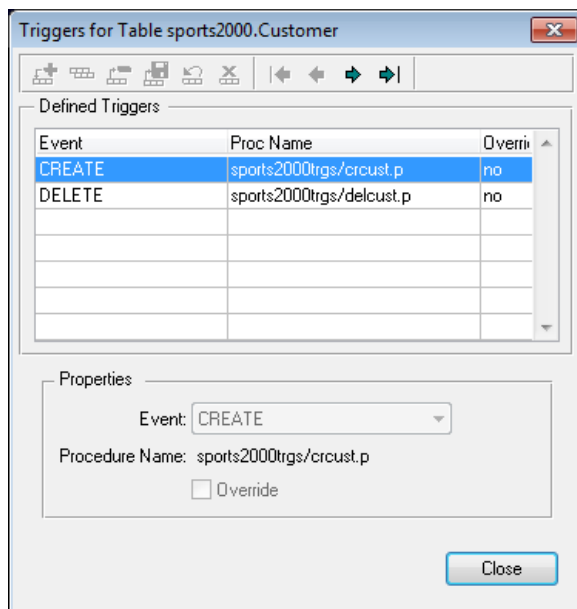 Triggers for Table sports2000.Customer
Defined Triggers
Event Proc Name Overri
CREATE sports2000trgs/crcust.p no
DELETE sports2000trgs/delcust.p no
Properties
Event: CREATE
Procedure Name: sports2000trgs/crcust.p
Override
Close